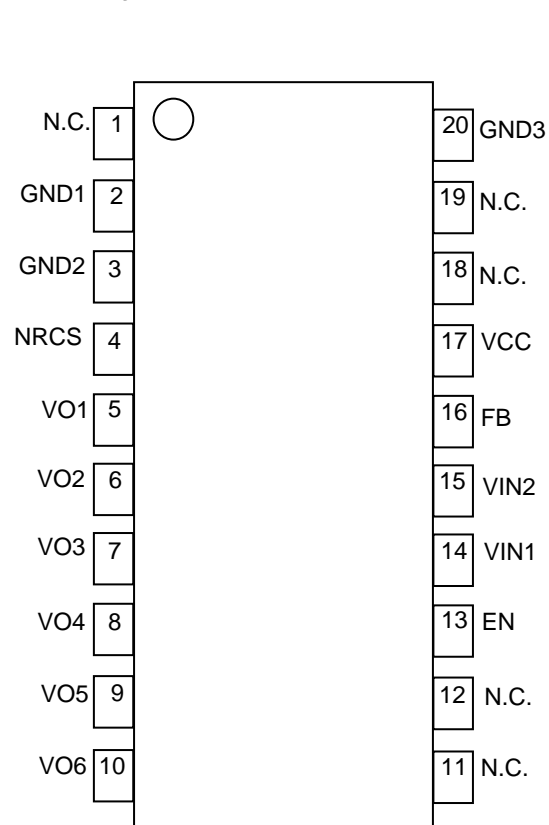 N.C. 1 20 GND3
GND1 2 19 N.C.
GND2 3 18 N.C.
NRCS 4 17 VCC
VO1 5 16 FB
VO2 6 15 VIN2
VO3 7 14 VIN1
VO4 8 13 EN
VO5 9 12 N.C.
VO6 10 11 N.C.